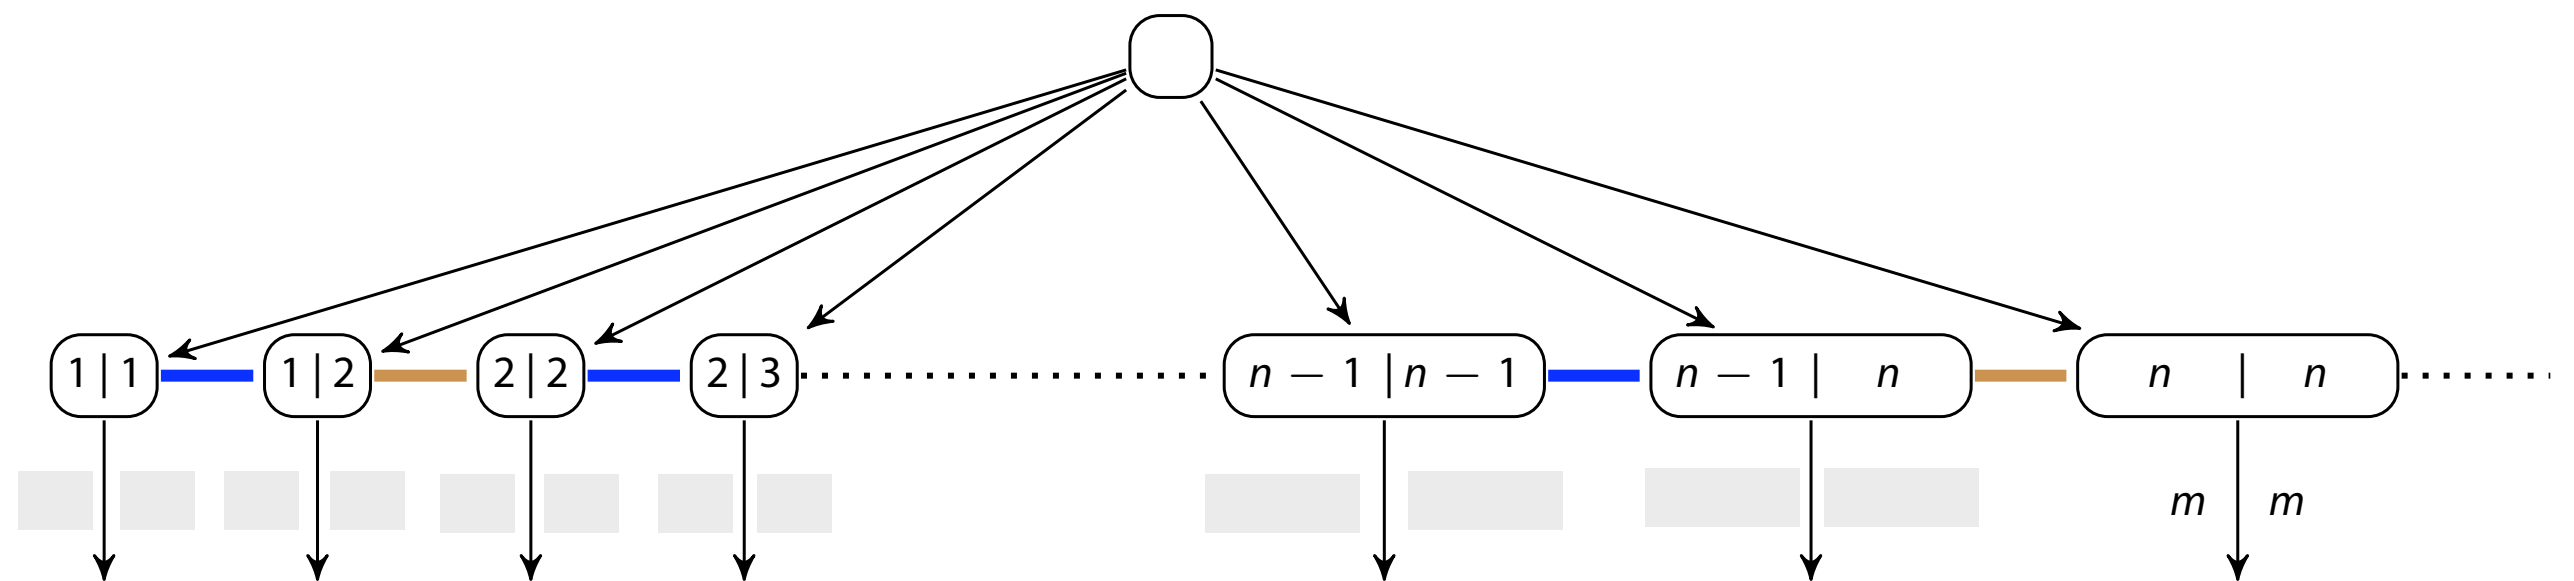 1 | 1
1 | 2
2 | 2
2 | 3
n − 1 | n − 1
n − 1 | n
n | n
m m